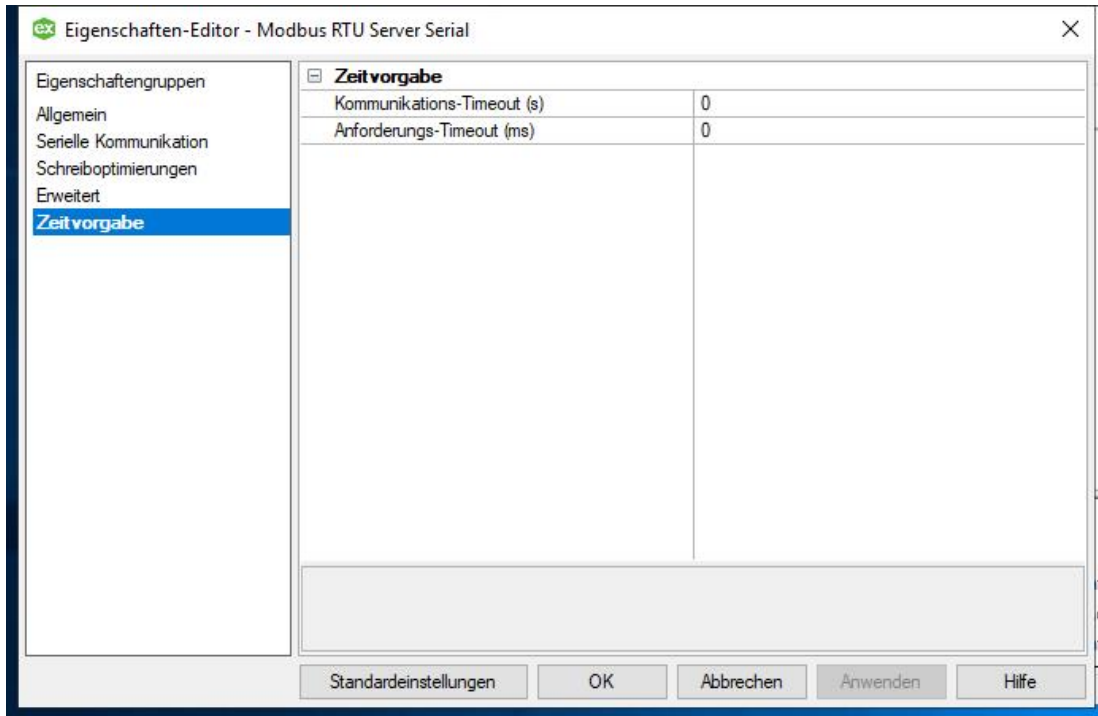 ex Eigenschaften-Editor - Modbus RTU Server Serial
Eigenschaftengruppen
Allgemein
Serielle Kommunikation
Schreiboptimierungen
Erweitert
Zeitvorgabe
Zeitvorgabe
Kommunikations-Timeout (s) 0
Anforderungs-Timeout (ms) 0
Standardeinstellungen OK Abbrechen Anwenden Hilfe